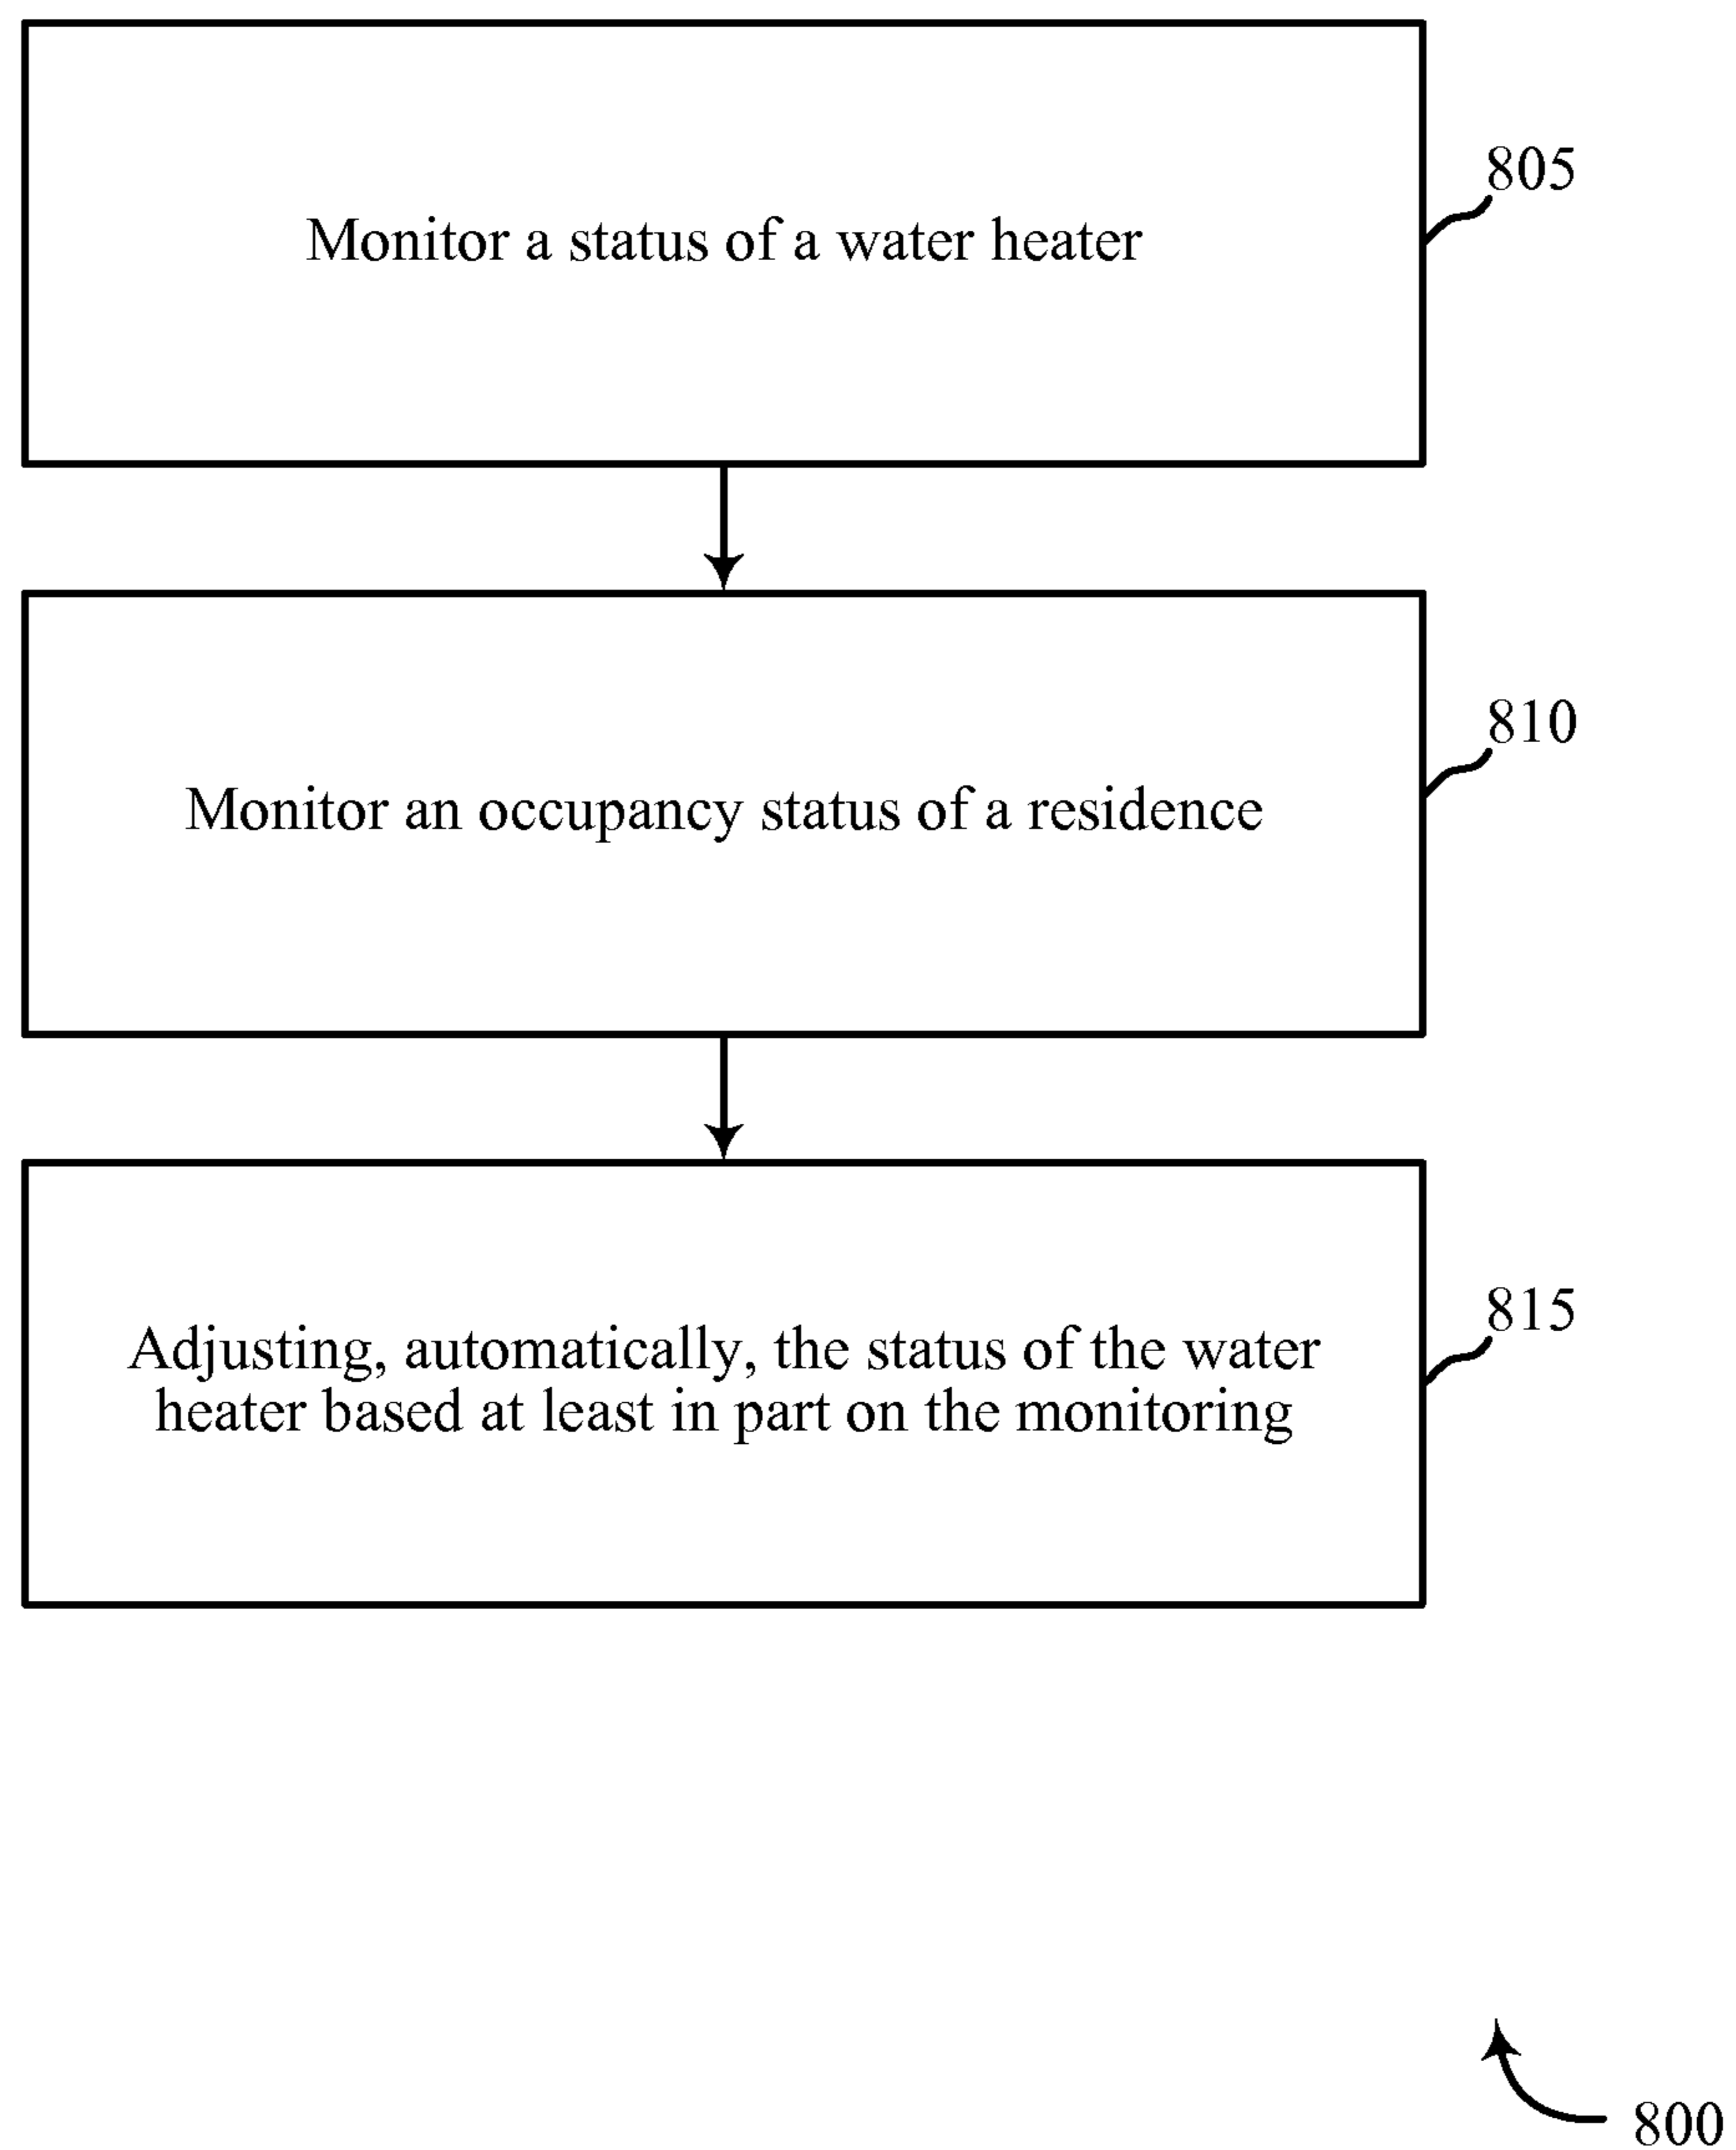 Monitor a status of a water heater
805
Monitor an occupancy status of a residence
810
Adjusting, automatically, the status of the water
heater based at least in part on the monitoring
815
800